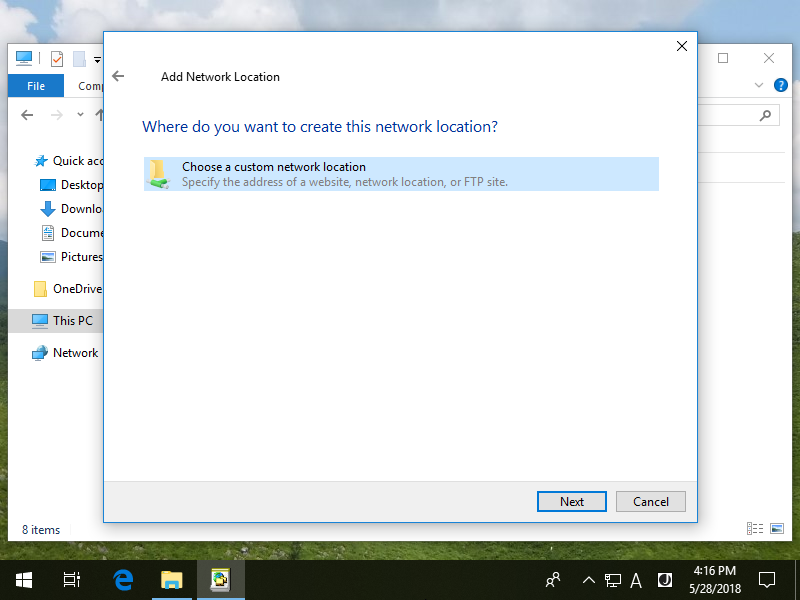 Add Network Location
File
Comp
Where do you want to create this network location?
Choose a custom network location
Specify the address of a website, network location, or FTP site.
Quick acc
Desktop
Downlo
Docume
Pictures
OneDrive
This PC
Network
Next
Cancel
8 items
4:16 PM
5/28/2018